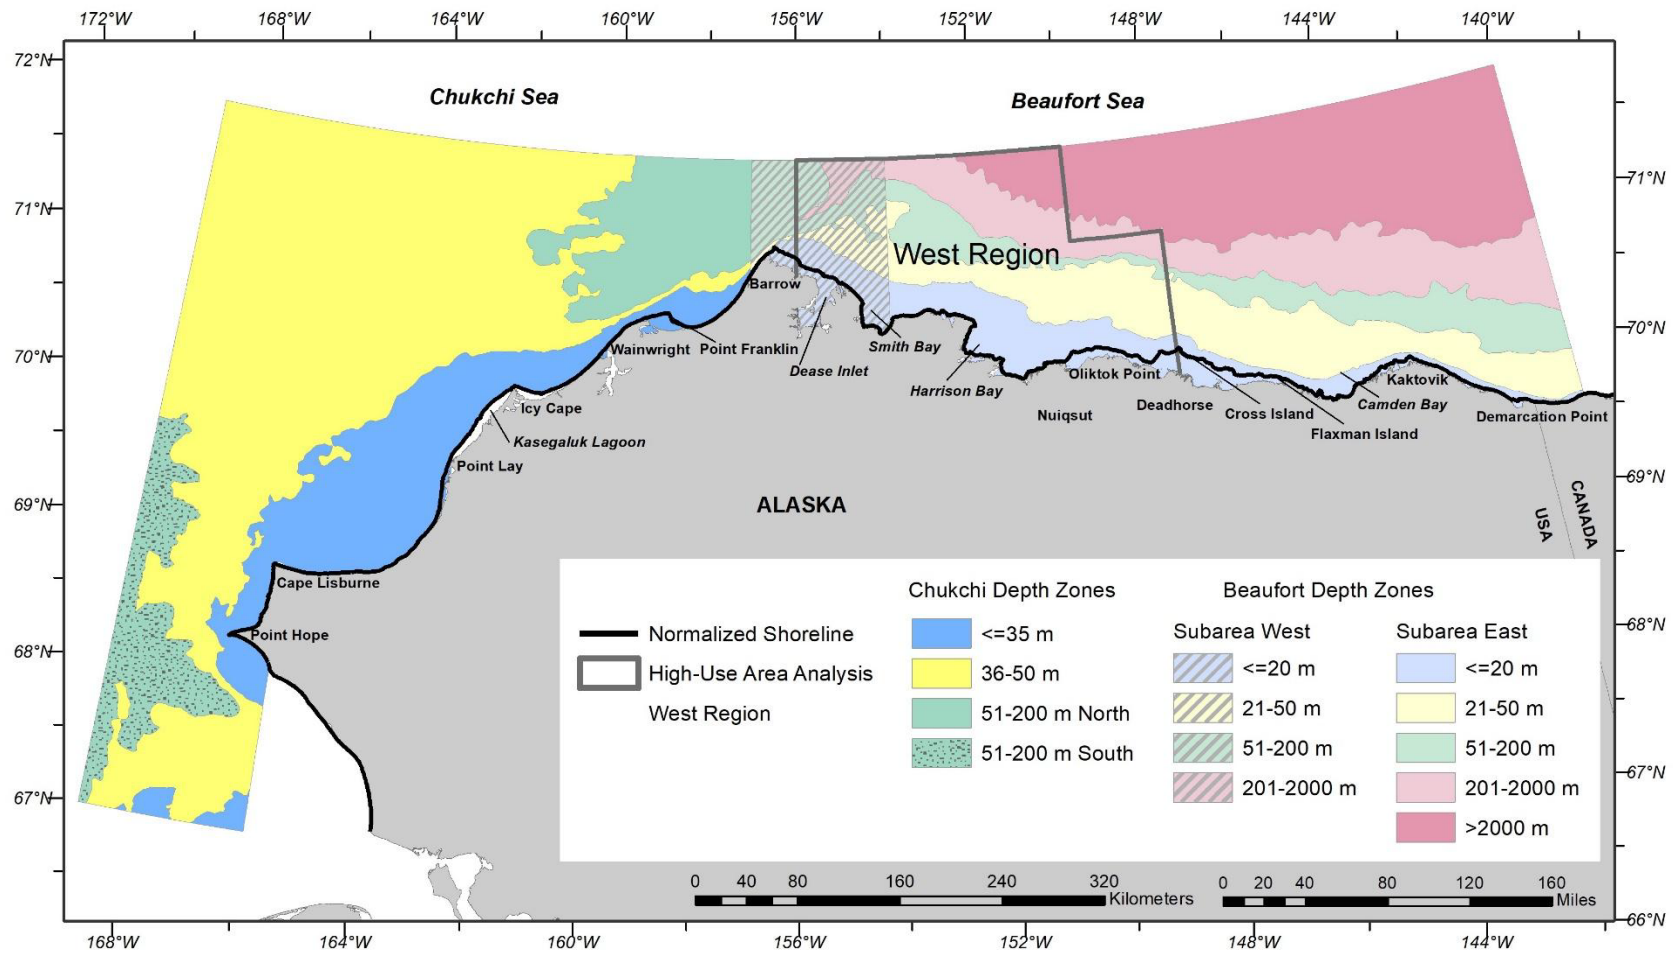 172°W 168°W 164°W 160°W 156°W 152°W 148°W 144°W 140°W
72°N
Chukchi Sea Beaufort Sea
71°N 71°N
West Region
Barrow
70°N 70°N
Wainwright Point Franklin Smith Bay
Dease Inlet
Oliktok Point Kaktovik
Harrison Bay
Icy Cape Nuiqsut Deadhorse Cross Island Camden Bay Demarcation Point
Flaxman Island
Kasegaluk Lagoon
Point Lay
69°N 69°N
ALASKA
USA CANADA
Cape Lisburne
Point Hope
68°N 68°N
67°N 67°N
66°N
Normalized Shoreline
High-Use Area Analysis
West Region
Chukchi Depth Zones
<=35 m
36-50 m
51-200 m North
51-200 m South
Beaufort Depth Zones
Subarea West
<=20 m
21-50 m
51-200 m
201-2000 m
Subarea East
<=20 m
21-50 m
51-200 m
201-2000 m
>2000 m
0 40 80 160 240 320
Kilometers
0 20 40 80 120 160
Miles
168°W 164°W 160°W 156°W 152°W 148°W 144°W